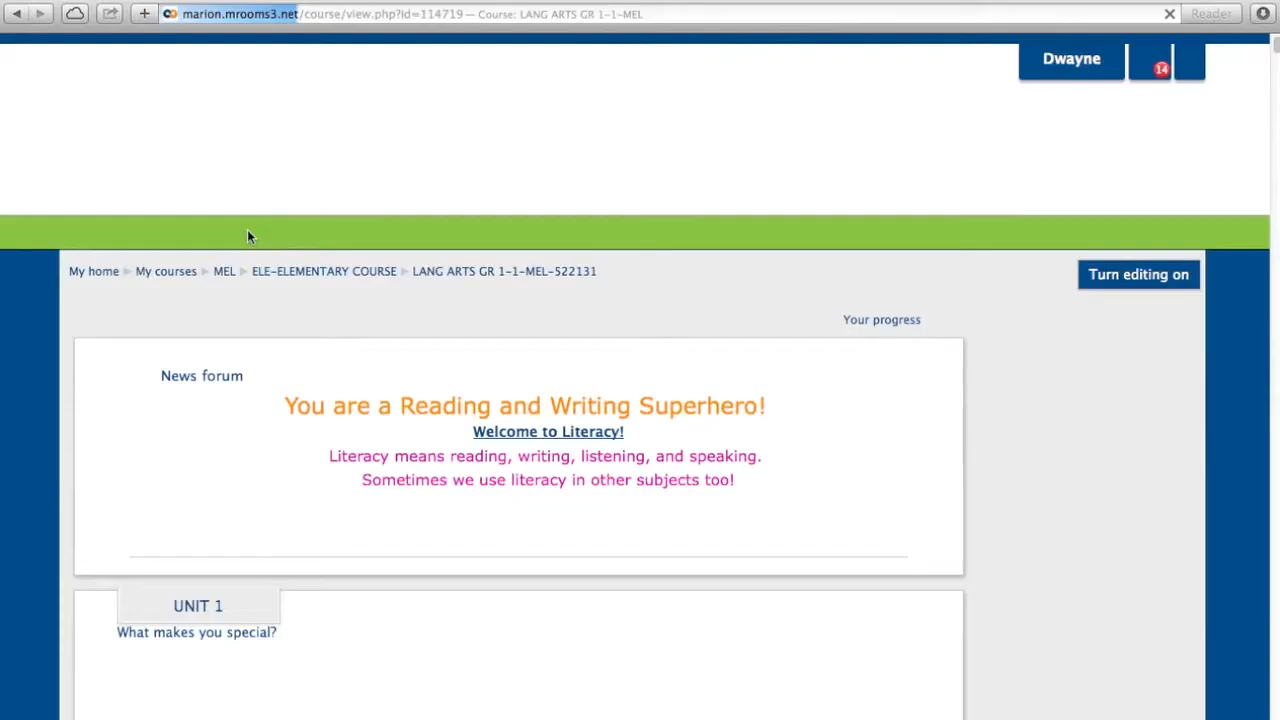 marion.mrooms3.net/course/view.php?id=114719 — Course: LANG ARTS GR 1-1-MEL
Reader
Dwayne
14
My home My courses MEL ELE-ELEMENTARY COURSE LANG ARTS GR 1-1-MEL-522131
Turn editing on
Your progress
News forum
You are a Reading and Writing Superhero!
Welcome to Literacy!
Literacy means reading, writing, listening, and speaking.
Sometimes we use literacy in other subjects too!
UNIT 1
What makes you special?